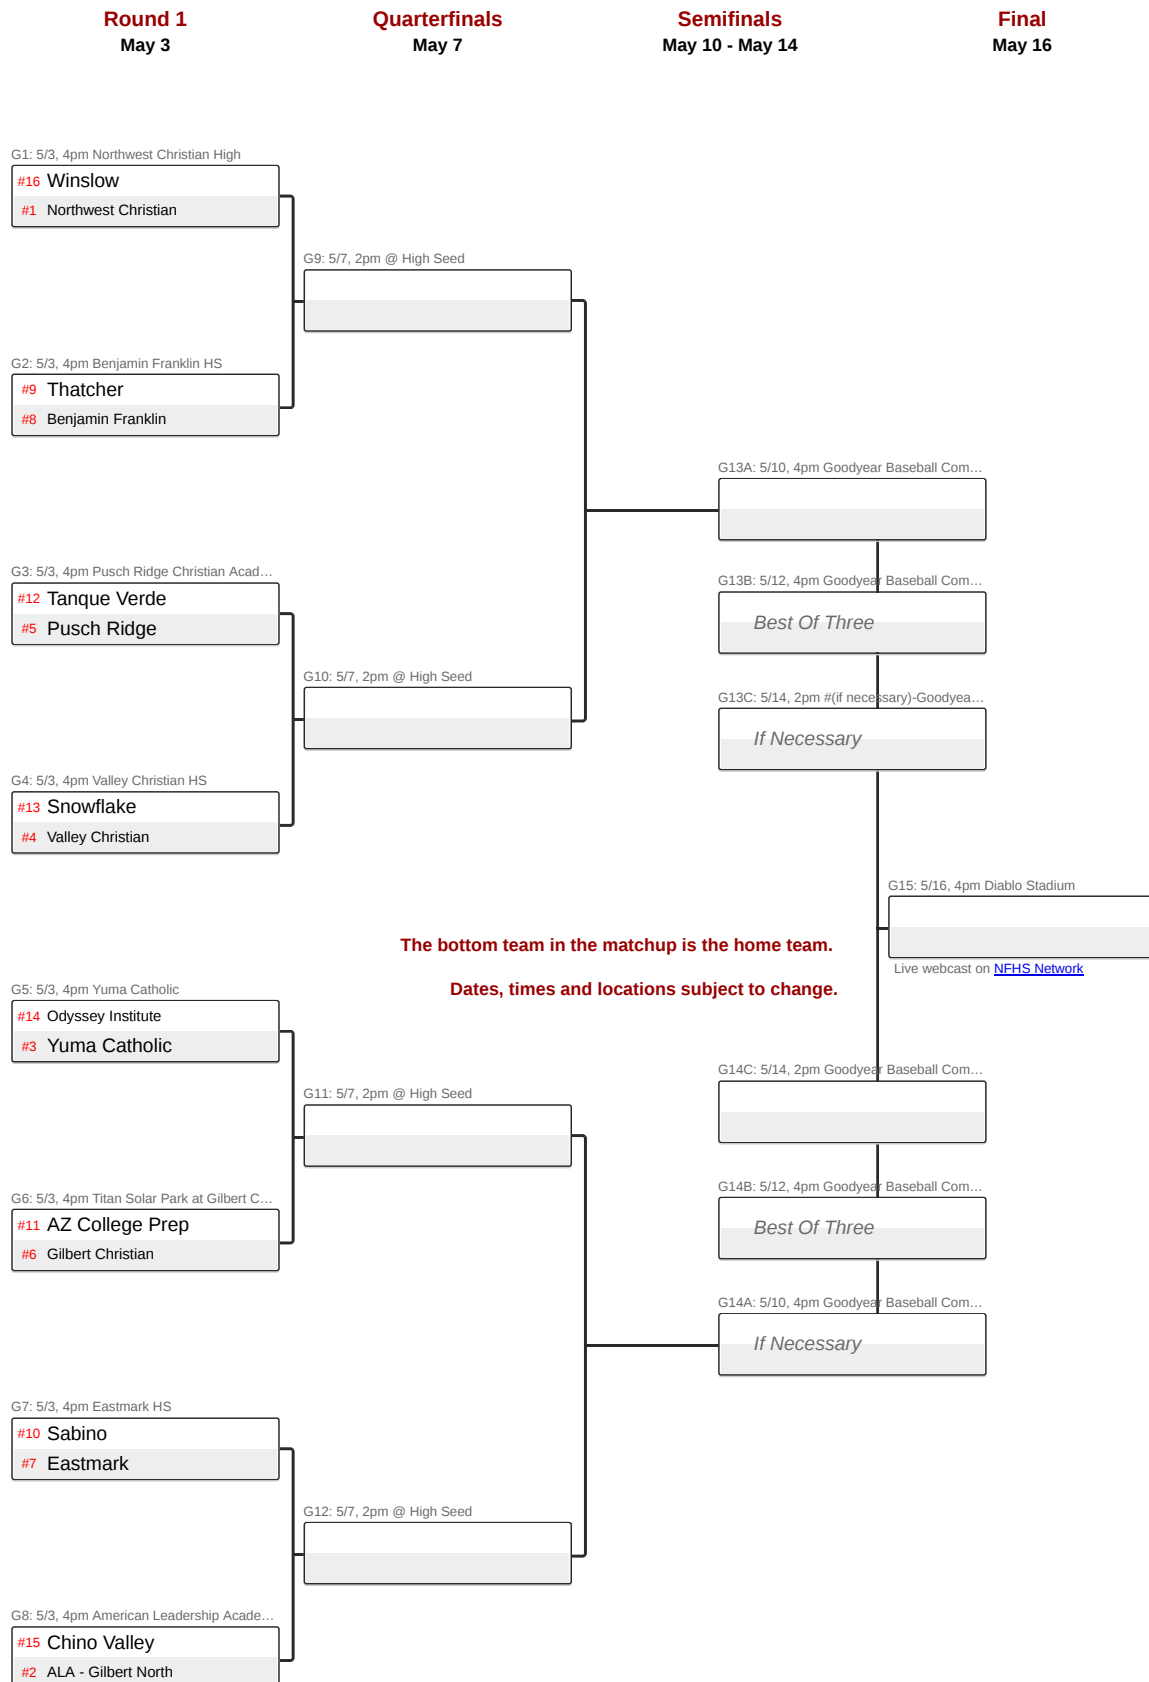 Round 1
May 3
Quarterfinals
May 7
Semifinals
May 10 - May 14
Final
May 16
G1: 5/3, 4pm Northwest Christian High
#16 Winslow
#1 Northwest Christian
G9: 5/7, 2pm @ High Seed
G2: 5/3, 4pm Benjamin Franklin HS
#9 Thatcher
#8 Benjamin Franklin
G13A: 5/10, 4pm Goodyear Baseball Com…
G3: 5/3, 4pm Pusch Ridge Christian Acad…
#12 Tanque Verde
#5 Pusch Ridge
G13B: 5/12, 4pm Goodyear Baseball Com…
Best Of Three
G10: 5/7, 2pm @ High Seed
G13C: 5/14, 2pm #(if necessary)-Goodyea…
If Necessary
G4: 5/3, 4pm Valley Christian HS
#13 Snowflake
#4 Valley Christian
G15: 5/16, 4pm Diablo Stadium
Live webcast on NFHS Network
The bottom team in the matchup is the home team.
Dates, times and locations subject to change.
G5: 5/3, 4pm Yuma Catholic
#14 Odyssey Institute
#3 Yuma Catholic
G14C: 5/14, 2pm Goodyear Baseball Com…
G11: 5/7, 2pm @ High Seed
G6: 5/3, 4pm Titan Solar Park at Gilbert C…
#11 AZ College Prep
#6 Gilbert Christian
G14B: 5/12, 4pm Goodyear Baseball Com…
Best Of Three
G14A: 5/10, 4pm Goodyear Baseball Com…
If Necessary
G7: 5/3, 4pm Eastmark HS
#10 Sabino
#7 Eastmark
G12: 5/7, 2pm @ High Seed
G8: 5/3, 4pm American Leadership Acade…
#15 Chino Valley
#2 ALA - Gilbert North